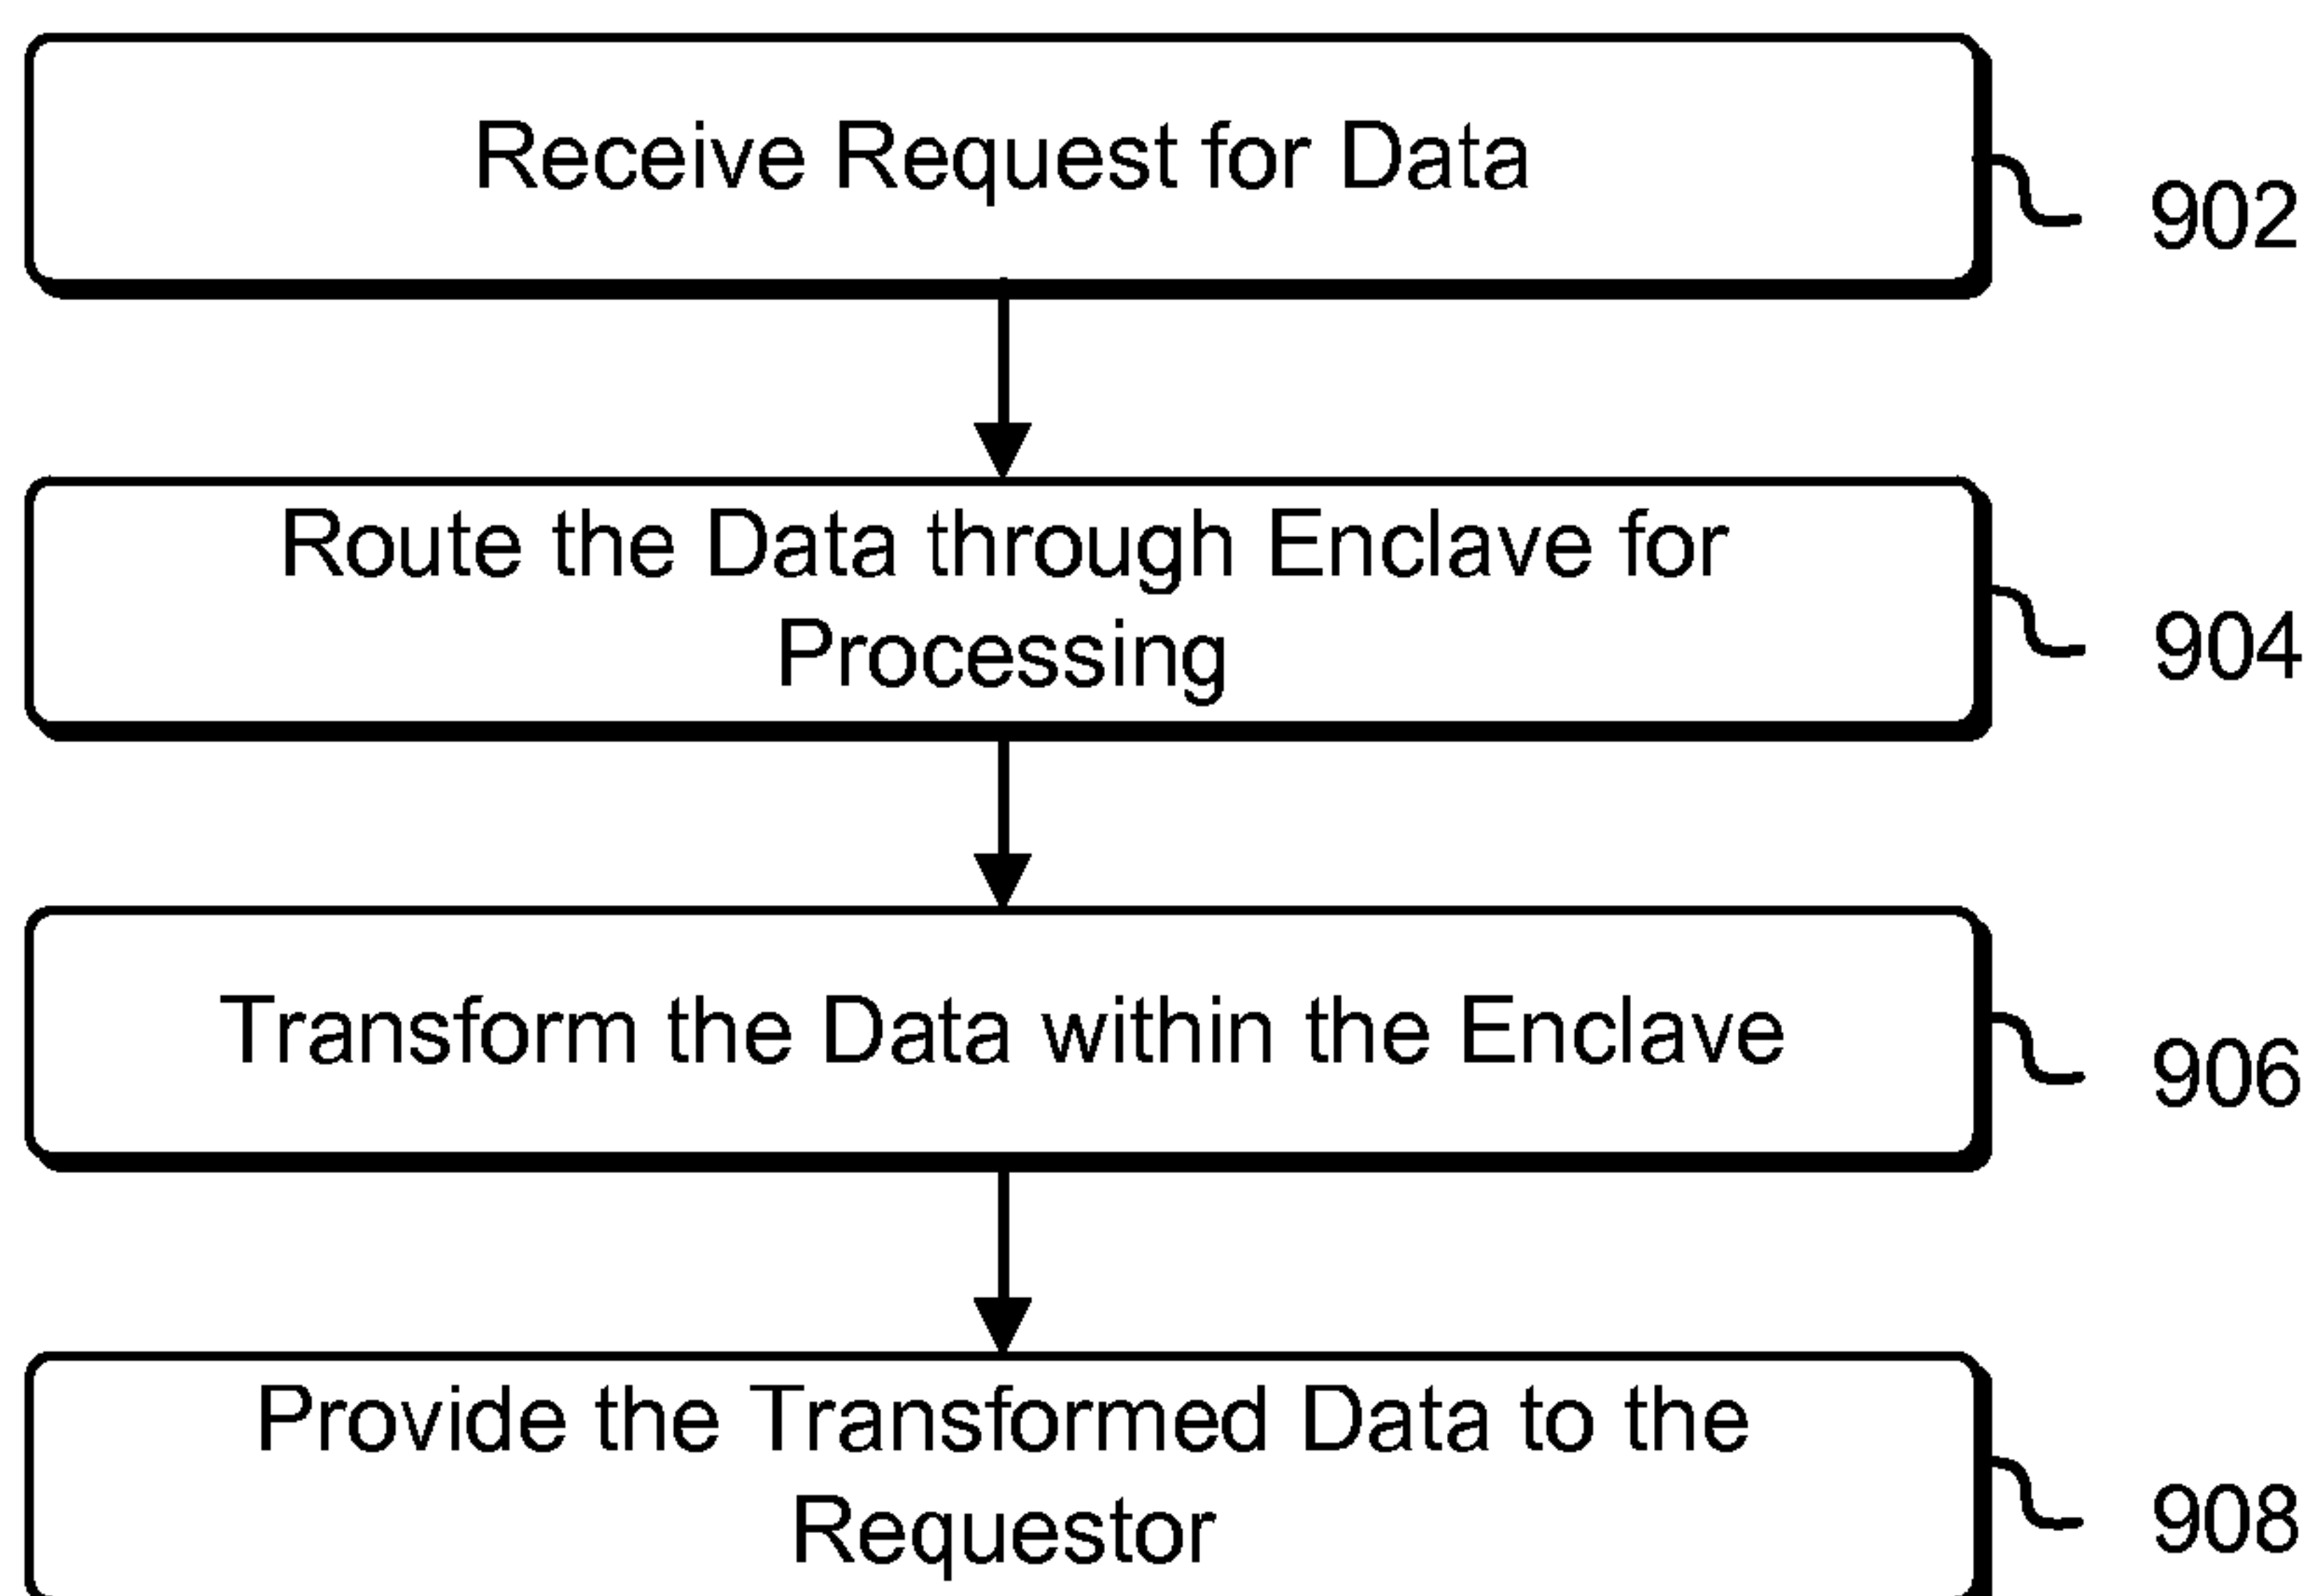 Receive Request for Data
902
Route the Data through Enclave for
Processing
904
Transform the Data within the Enclave
906
Provide the Transformed Data to the
Requestor
908